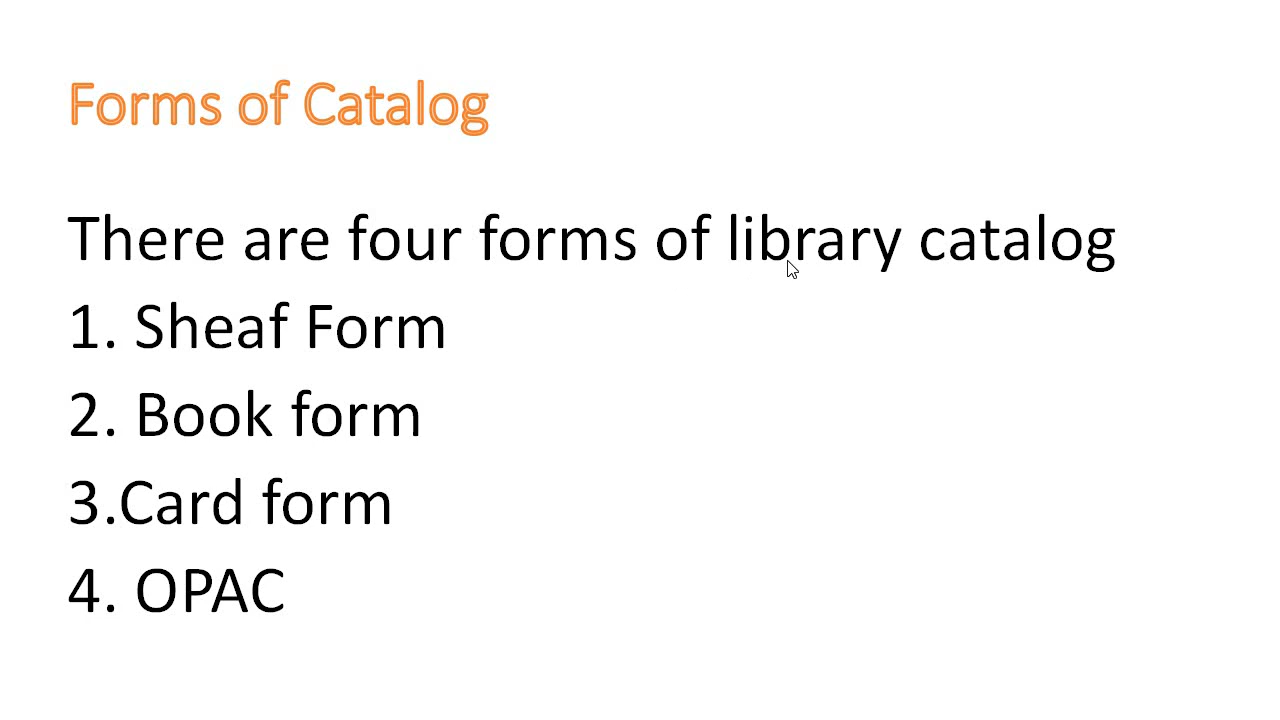 Forms of Catalog
There are four forms of library catalog
1. Sheaf Form
2. Book form
3.Card form
4. OPAC